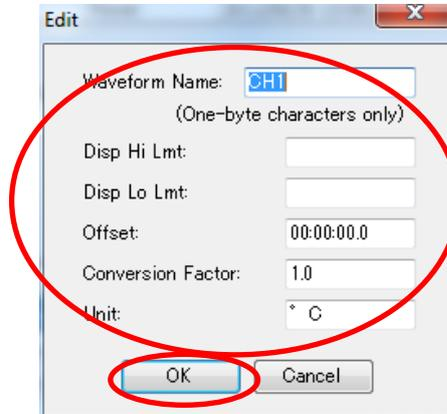 Edit
Waveform Name: CH1
(One-byte characters only)
Disp Hi Lmt:
Disp Lo Lmt:
Offset: 00:00:00.0
Conversion Factor: 1.0
Unit: ° C
OK Cancel